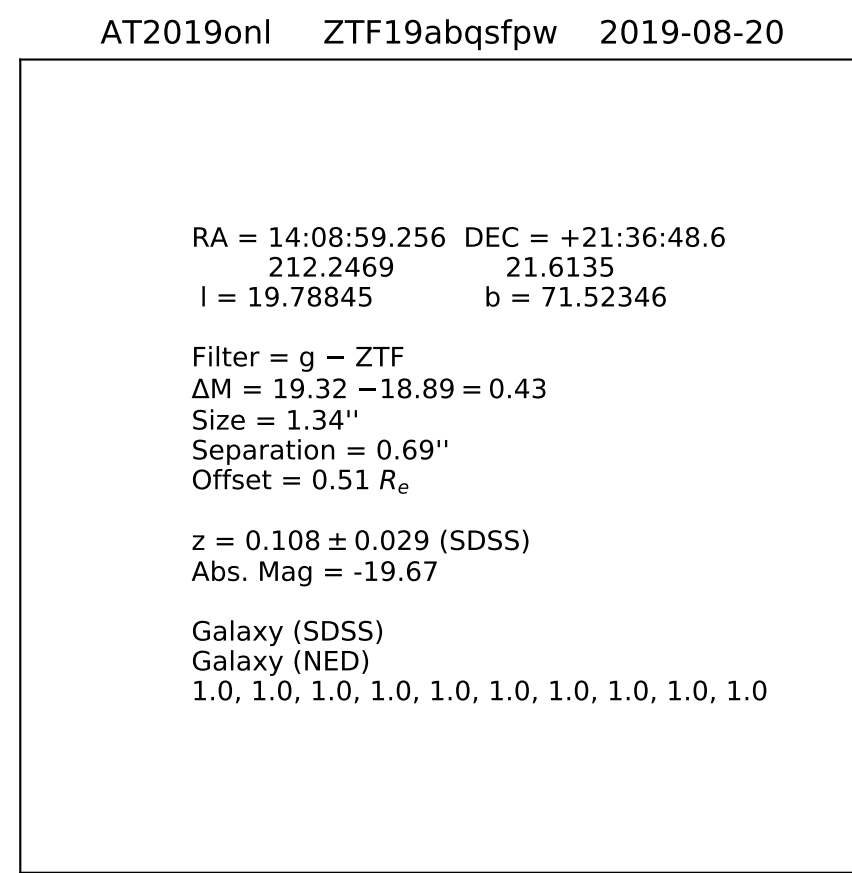 AT2019onl ZTF19abqsfpw 2019-08-20
RA = 14:08:59.256 DEC = +21:36:48.6
212.2469 21.6135
l = 19.78845 b = 71.52346
Filter = g − ZTF
ΔM = 19.32 −18.89 = 0.43
Size = 1.34''
Separation = 0.69''
Offset = 0.51 Re
z = 0.108 ± 0.029 (SDSS)
Abs. Mag = -19.67
Galaxy (SDSS)
Galaxy (NED)
1.0, 1.0, 1.0, 1.0, 1.0, 1.0, 1.0, 1.0, 1.0, 1.0